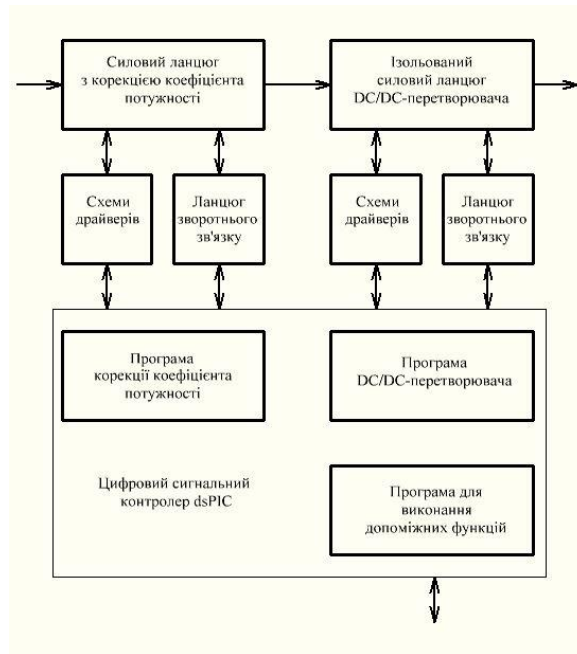 Силовий ланцюг
з корекцією коефіцієнта
потужності
Ізольований
силовий ланцюг
DC/DC-перетворювача
Схеми
драйверів
Ланцюг
зворотнього
зв'язку
Схеми
драйверів
Ланцюг
зворотнього
зв'язку
Програма
корекції коефіцієнта
потужності
Програма
DC/DC-перетворювача
Цифровий сигнальний
контролер dsPIC
Програма для
виконання
допоміжних функцій